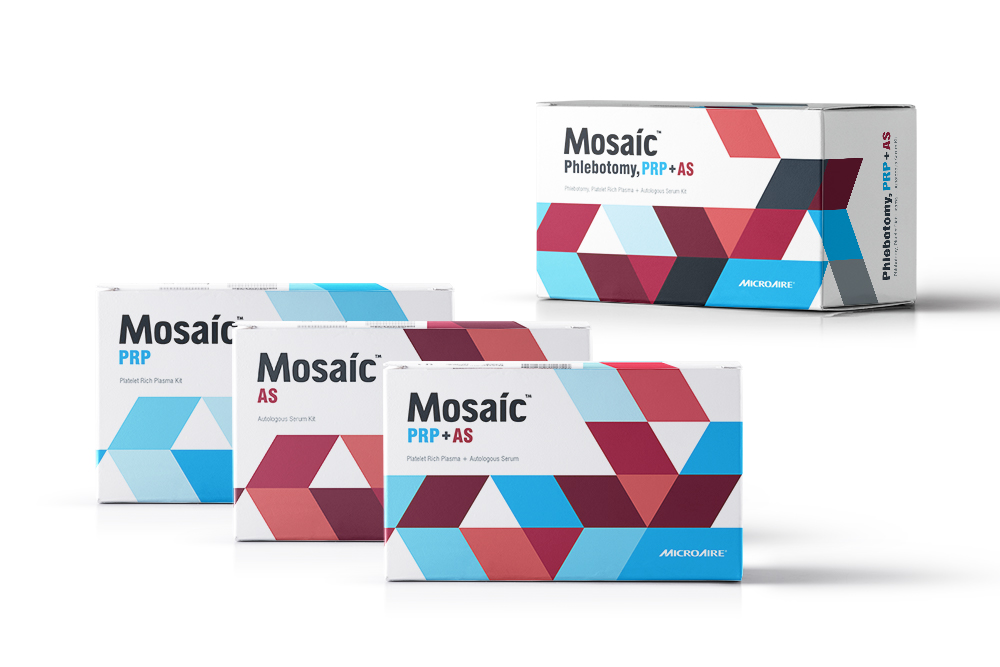 Mosaíc™
Phlebotomy, PRP + AS
Phlebotomy, Platelet Rich Plasma + Autologous Serum Kit
MICROAIRE®
Phlebotomy, PRP + AS
Mosaíc™
PRP
Platelet Rich Plasma Kit
Mosaíc™
AS
Autologous Serum Kit
Mosaíc™
PRP + AS
Platelet Rich Plasma + Autologous Serum
MICROAIRE®